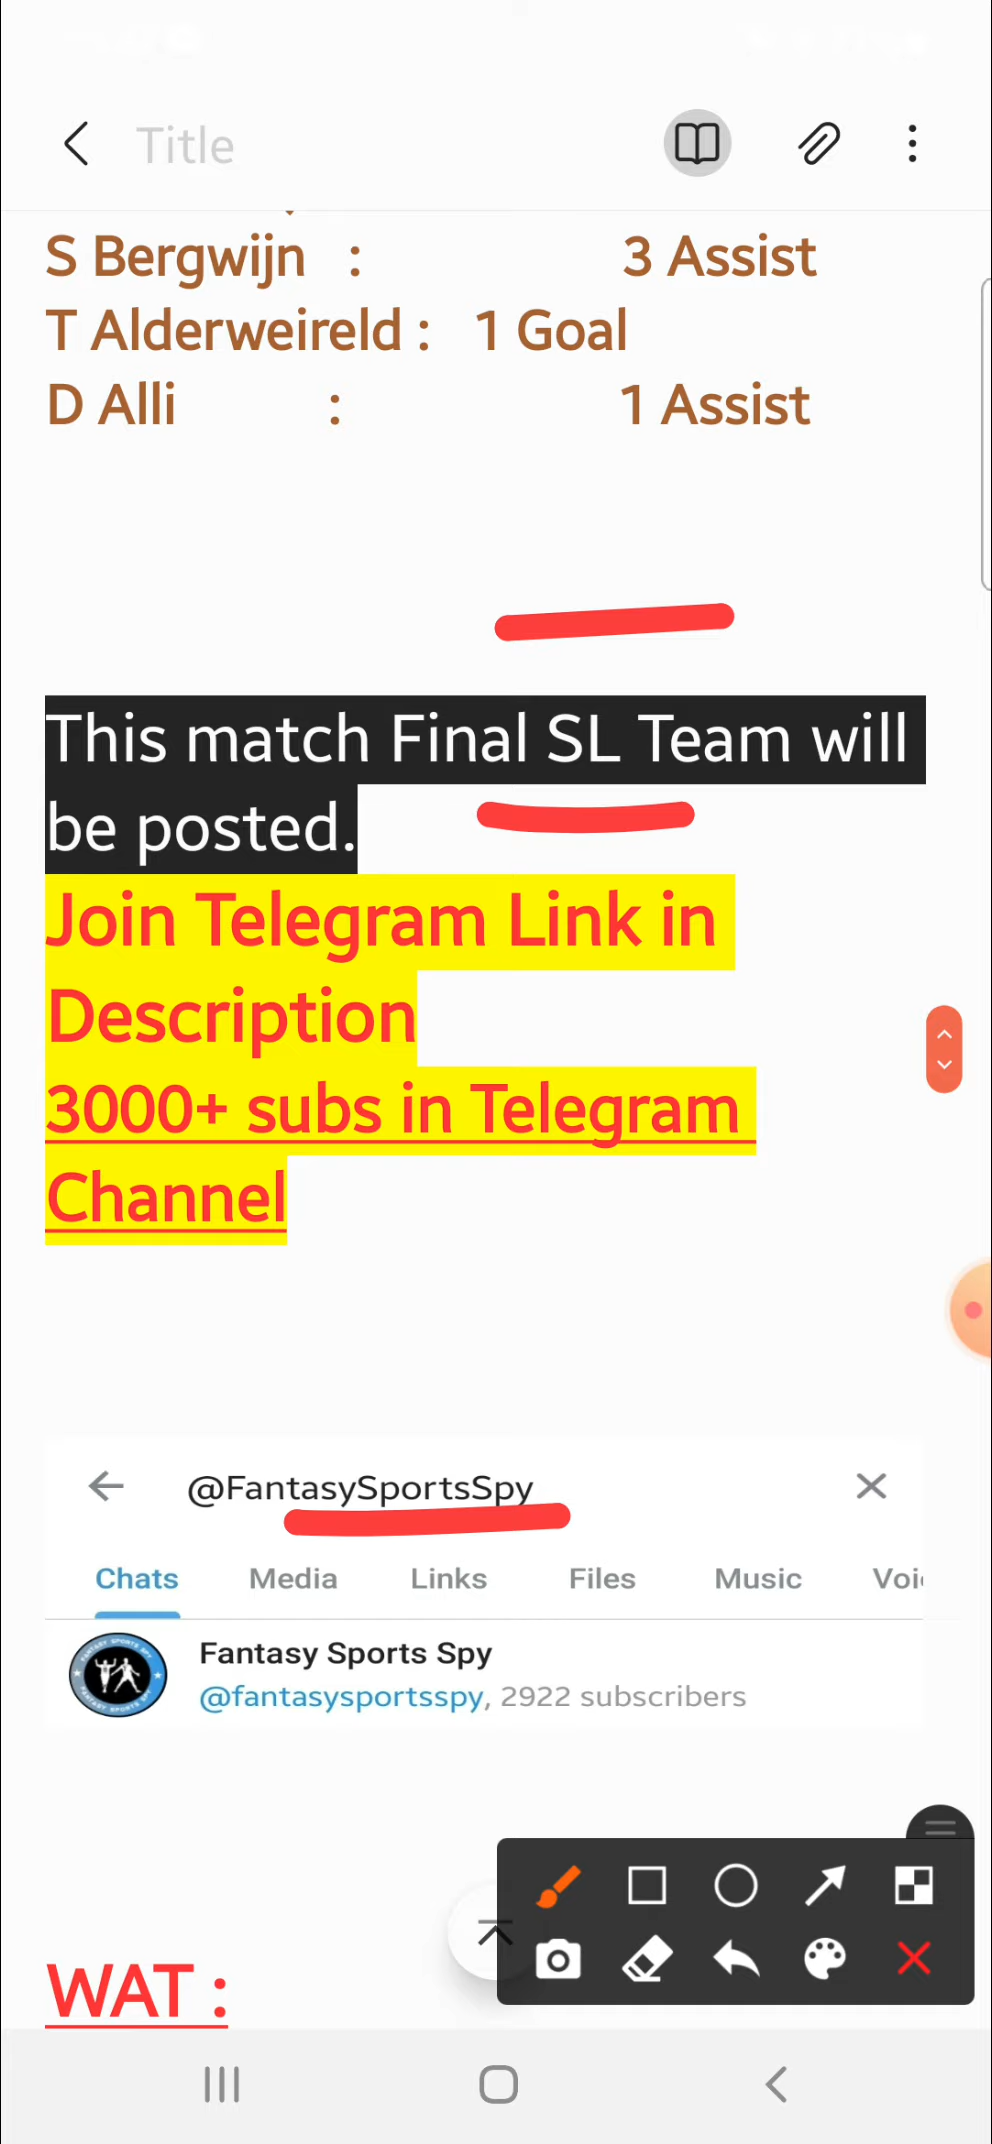 Title
S Bergwijn : 3 Assist
T Alderweireld : 1 Goal
D Alli : 1 Assist
This match Final SL Team will
be posted.
Join Telegram Link in
Description
3000+ subs in Telegram
Channel
@FantasySportsSpy
Chats Media Links Files Music Voi
Fantasy Sports Spy
@fantasysportsspy, 2922 subscribers
WAT :